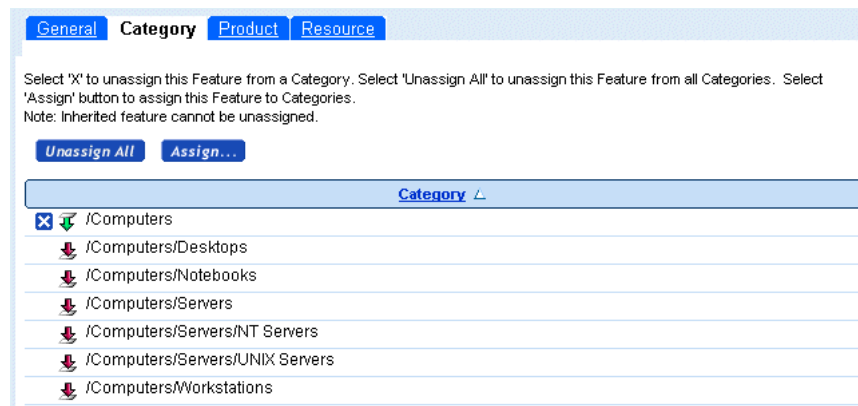 General Category Product Resource
Select 'X' to unassign this Feature from a Category. Select 'Unassign All' to unassign this Feature from all Categories. Select
'Assign' button to assign this Feature to Categories.
Note: Inherited feature cannot be unassigned.
Unassign All Assign...
Category
/Computers
/Computers/Desktops
/Computers/Notebooks
/Computers/Servers
/Computers/Servers/NT Servers
/Computers/Servers/UNIX Servers
/Computers/Workstations